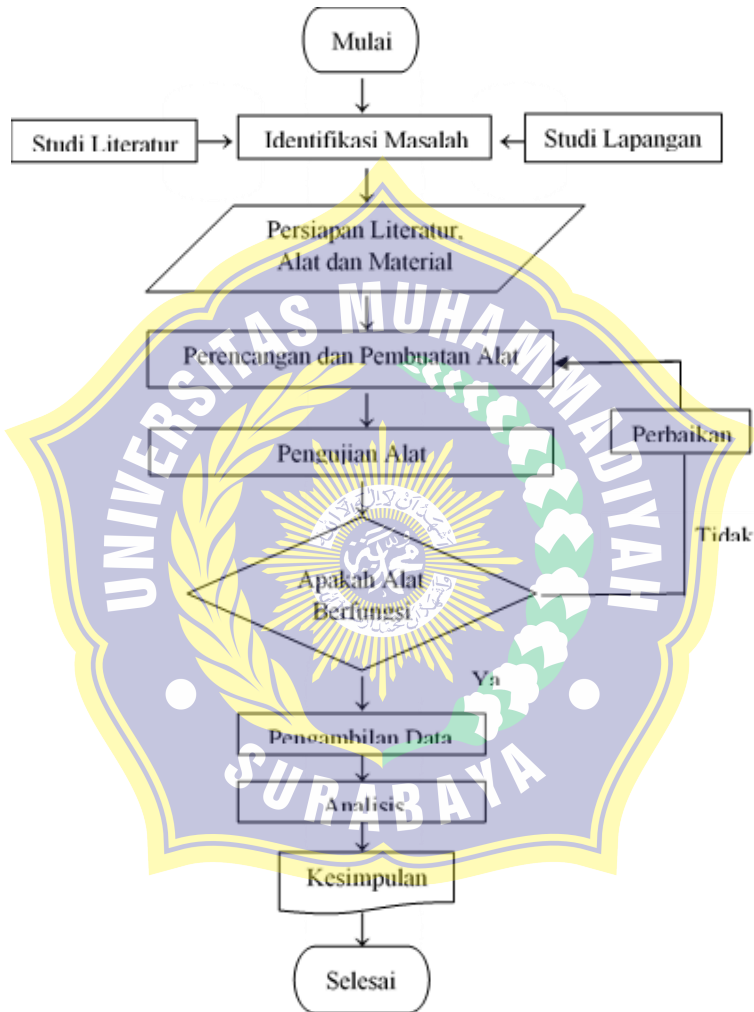 Mulai
Studi Literatur
Identifikasi Masalah
Studi Lapangan
Persiapan Literatur,
Alat dan Material
Perencangan dan Pembuatan Alat
Perbaikan
Pengujian Alat
Tidak
Apakah Alat
Berfungsi
Ya
Pengambilan Data
Analisis
Kesimpulan
Selesai
UNIVERSITAS MUHAMMADIYAH
SURABAYA